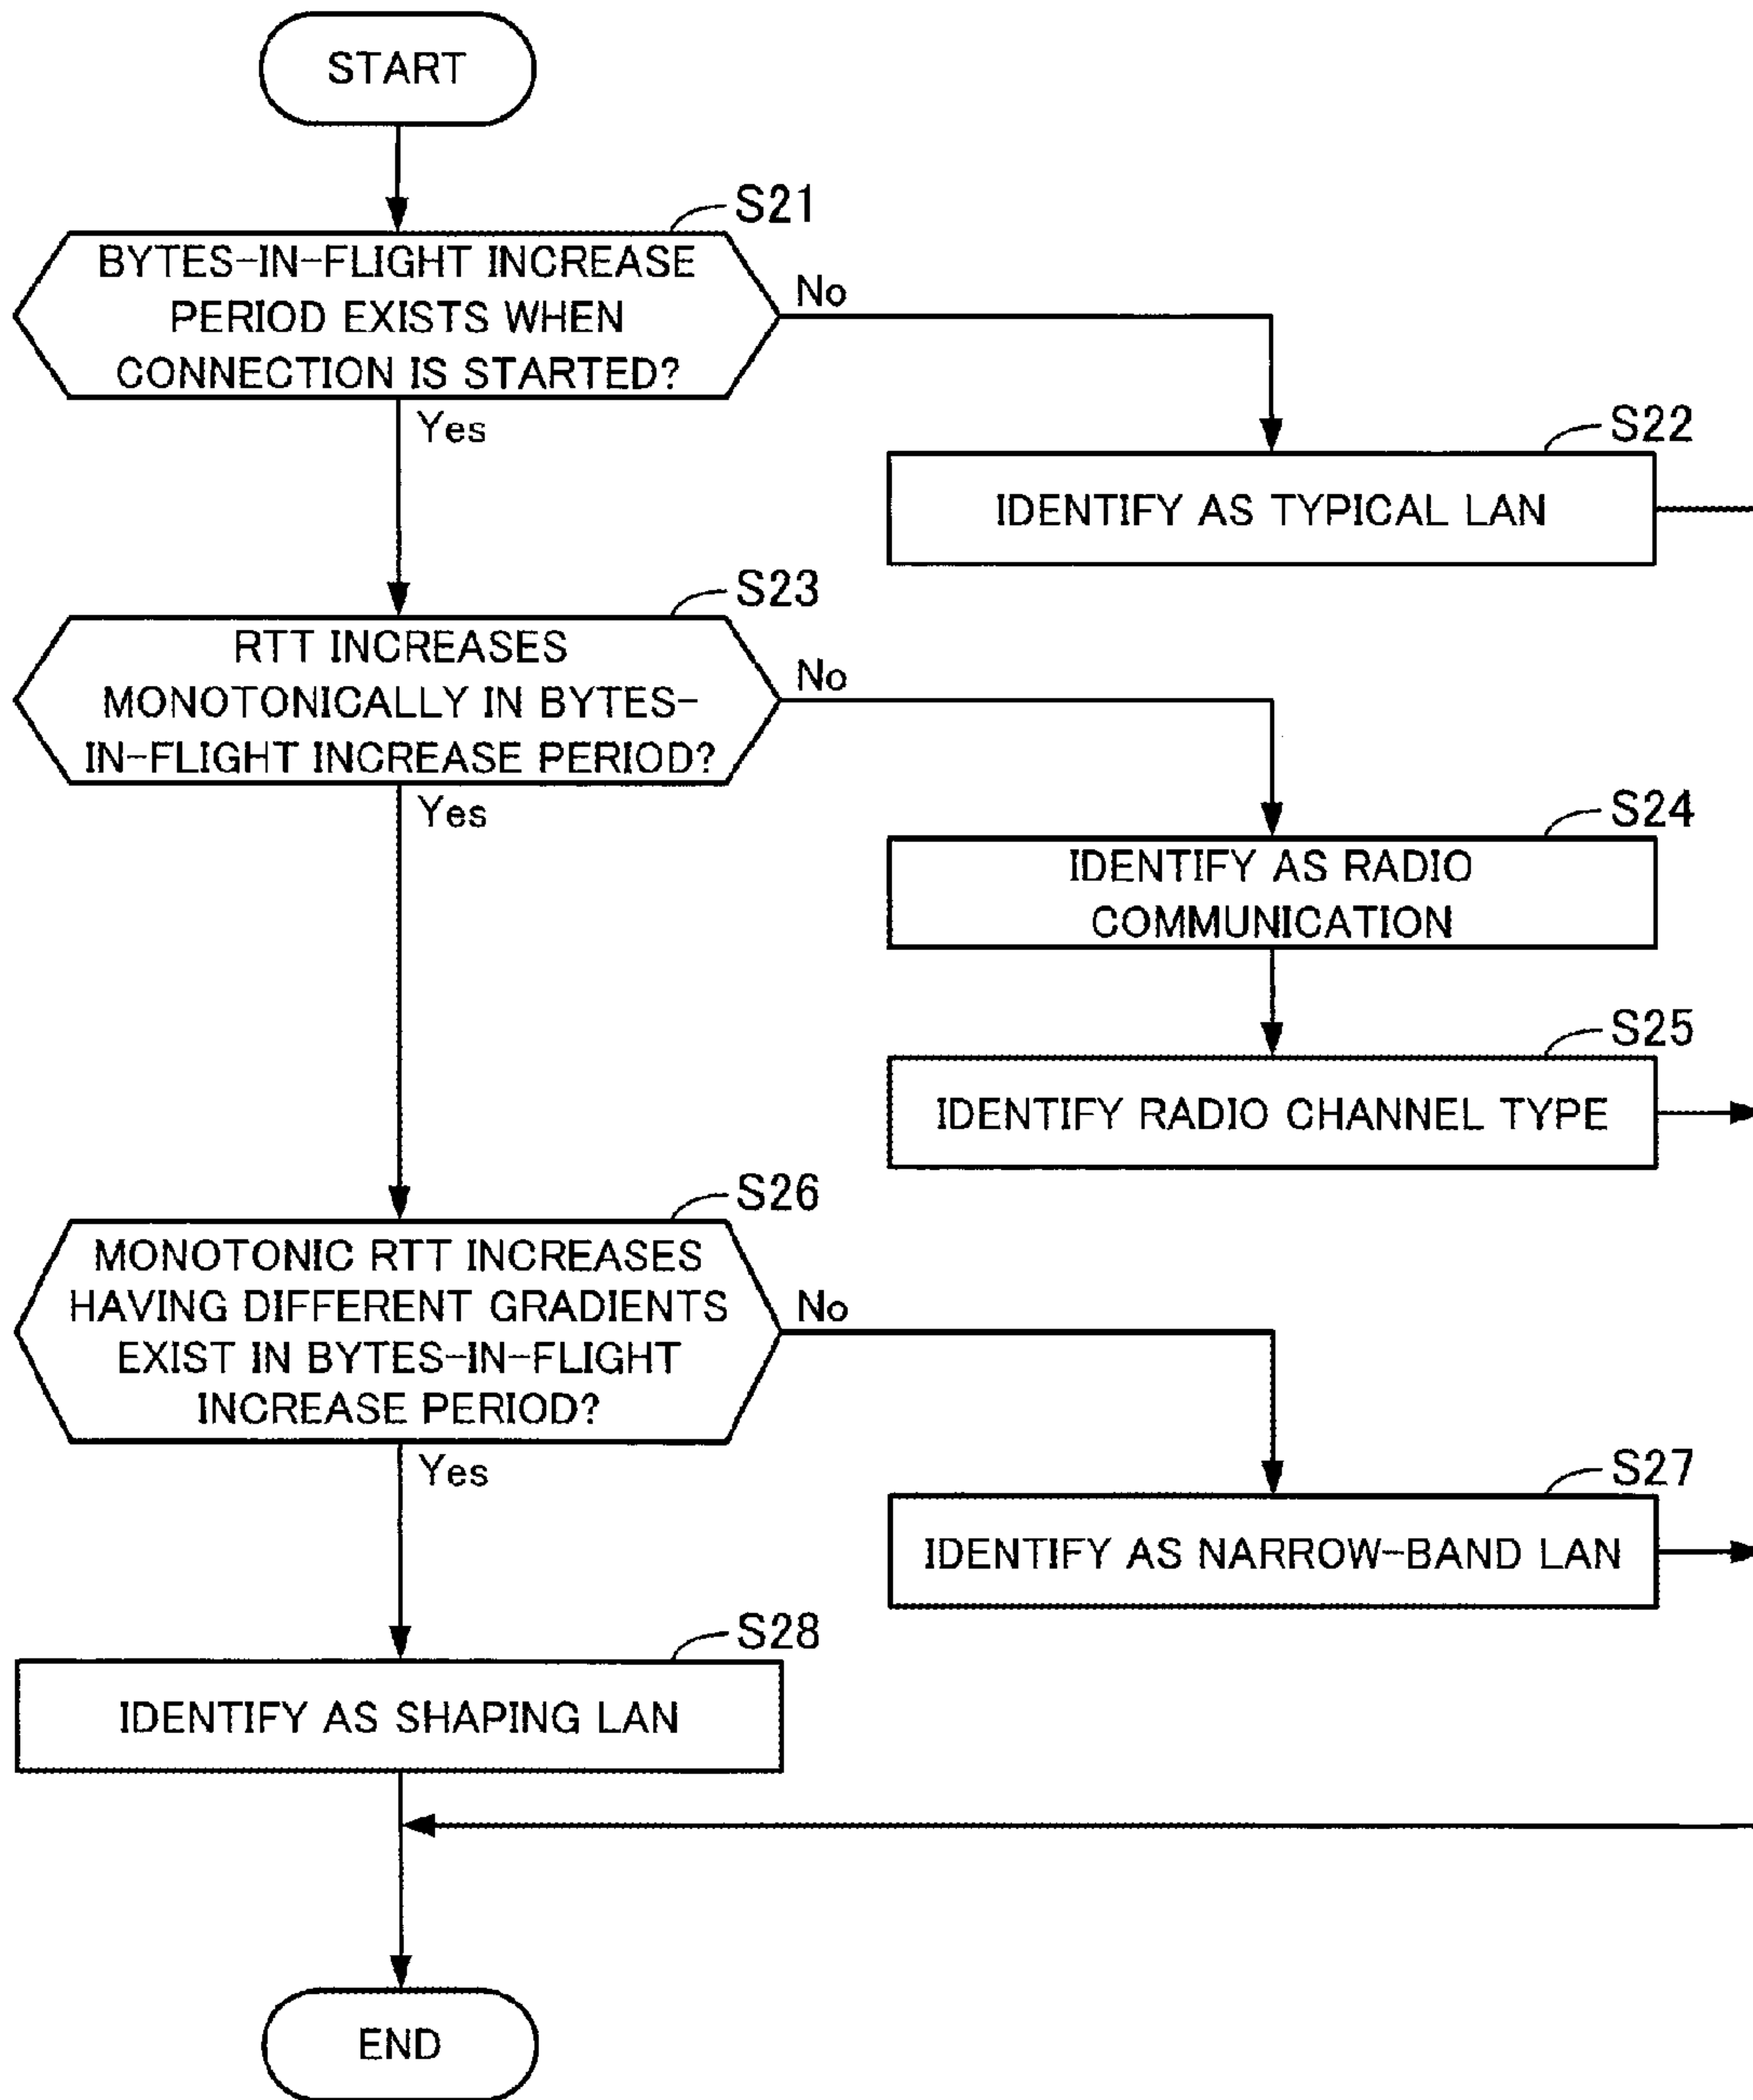 START
S21
BYTES-IN-FLIGHT INCREASE
PERIOD EXISTS WHEN
CONNECTION IS STARTED?
No
Yes
S22
IDENTIFY AS TYPICAL LAN
S23
RTT INCREASES
MONOTONICALLY IN BYTES-
IN-FLIGHT INCREASE PERIOD?
No
Yes
S24
IDENTIFY AS RADIO
COMMUNICATION
S25
IDENTIFY RADIO CHANNEL TYPE
S26
MONOTONIC RTT INCREASES
HAVING DIFFERENT GRADIENTS
EXIST IN BYTES-IN-FLIGHT
INCREASE PERIOD?
No
Yes
S27
IDENTIFY AS NARROW-BAND LAN
S28
IDENTIFY AS SHAPING LAN
END